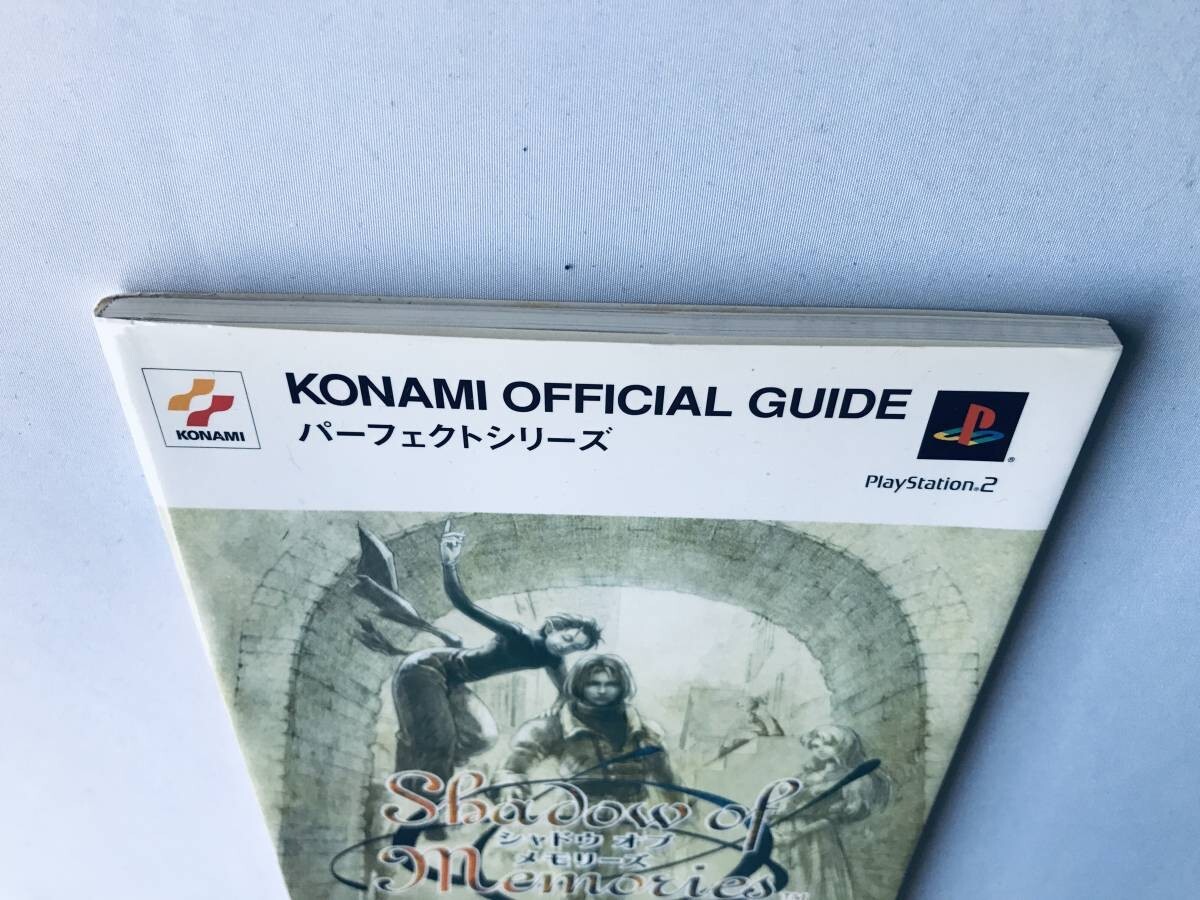 KONAMI
KONAMI OFFICIAL GUIDE
パーフェクトシリーズ
PlayStation®2
Shadow of
シャドウ オブ
メモリーズ
Memories™